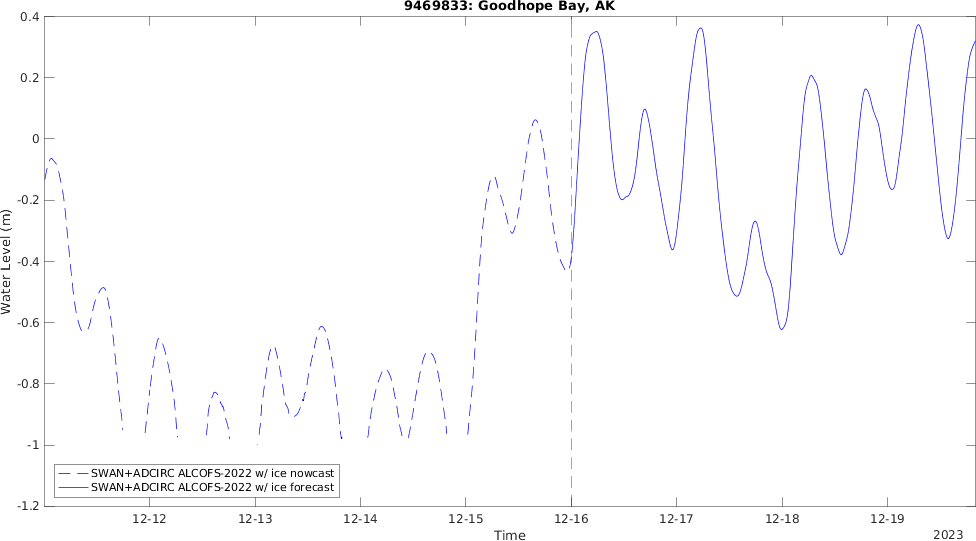 9469833: Goodhope Bay, AK
0.4
0.2
0
-0.2
-0.4
-0.6
-0.8
-1
-1.2
Water Level (m)
SWAN+ADCIRC ALCOFS-2022 w/ ice nowcast
SWAN+ADCIRC ALCOFS-2022 w/ ice forecast
12-12 12-13 12-14 12-15 12-16 12-17 12-18 12-19
Time
2023